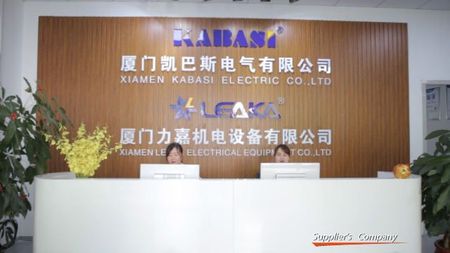 KABASI®
厦门凯巴斯电气有限公司
XIAMEN KABASI ELECTRIC CO.,LTD
LEAKA®
厦门力嘉机电设备有限公司
XIAMEN LEAKA ELECTRICAL EQUIPMENT CO.,LTD
Supplier's Company